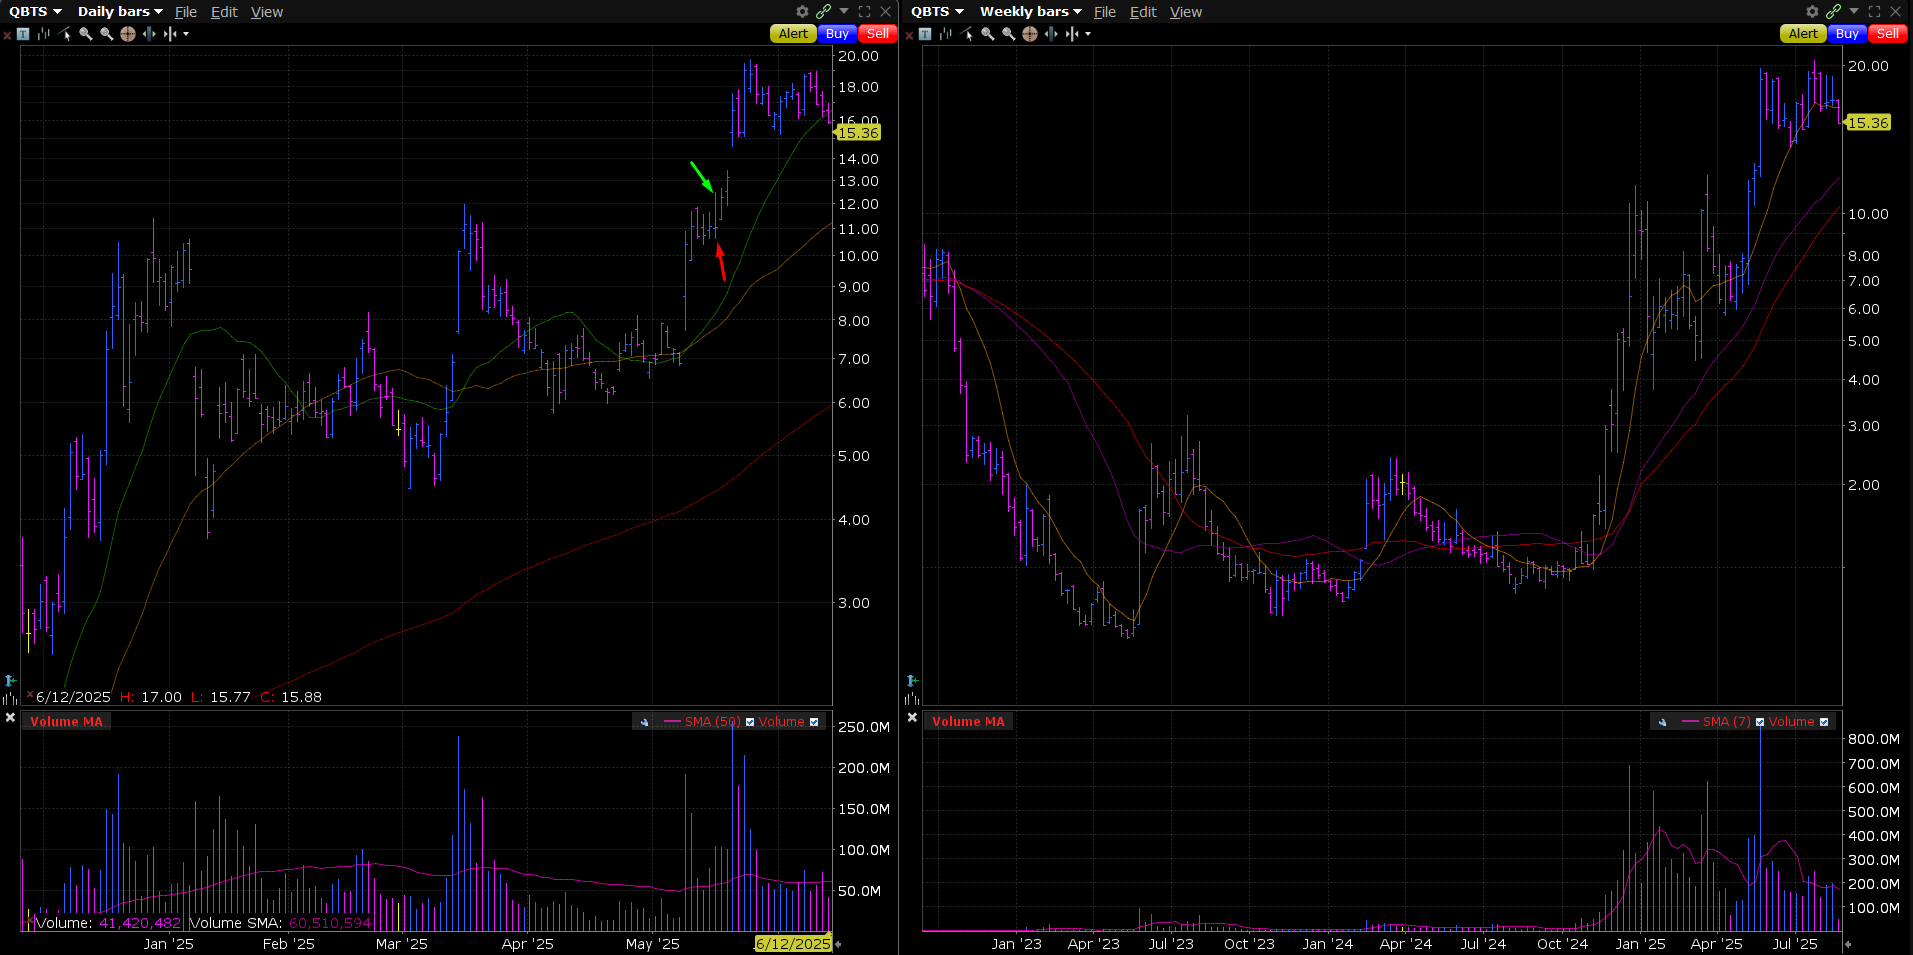 QBTS Daily bars File Edit View
Alert Buy Sell
20.00
18.00
16.00
15.36
14.00
13.00
12.00
11.00
10.00
9.00
8.00
7.00
6.00
5.00
4.00
3.00
6/12/2025 H: 17.00 L: 15.77 C: 15.88
Volume MA
SMA (50) Volume
250.0M
200.0M
150.0M
100.0M
50.0M
Volume: 41,420,482 Volume SMA: 60,510,594
Jan '25 Feb '25 Mar '25 Apr '25 May '25 6/12/2025
QBTS Weekly bars File Edit View
Alert Buy Sell
20.00
15.36
10.00
8.00
7.00
6.00
5.00
4.00
3.00
2.00
Volume MA
SMA (7) Volume
800.0M
700.0M
600.0M
500.0M
400.0M
300.0M
200.0M
100.0M
Jan '23 Apr '23 Jul '23 Oct '23 Jan '24 Apr '24 Jul '24 Oct '24 Jan '25 Apr '25 Jul '25